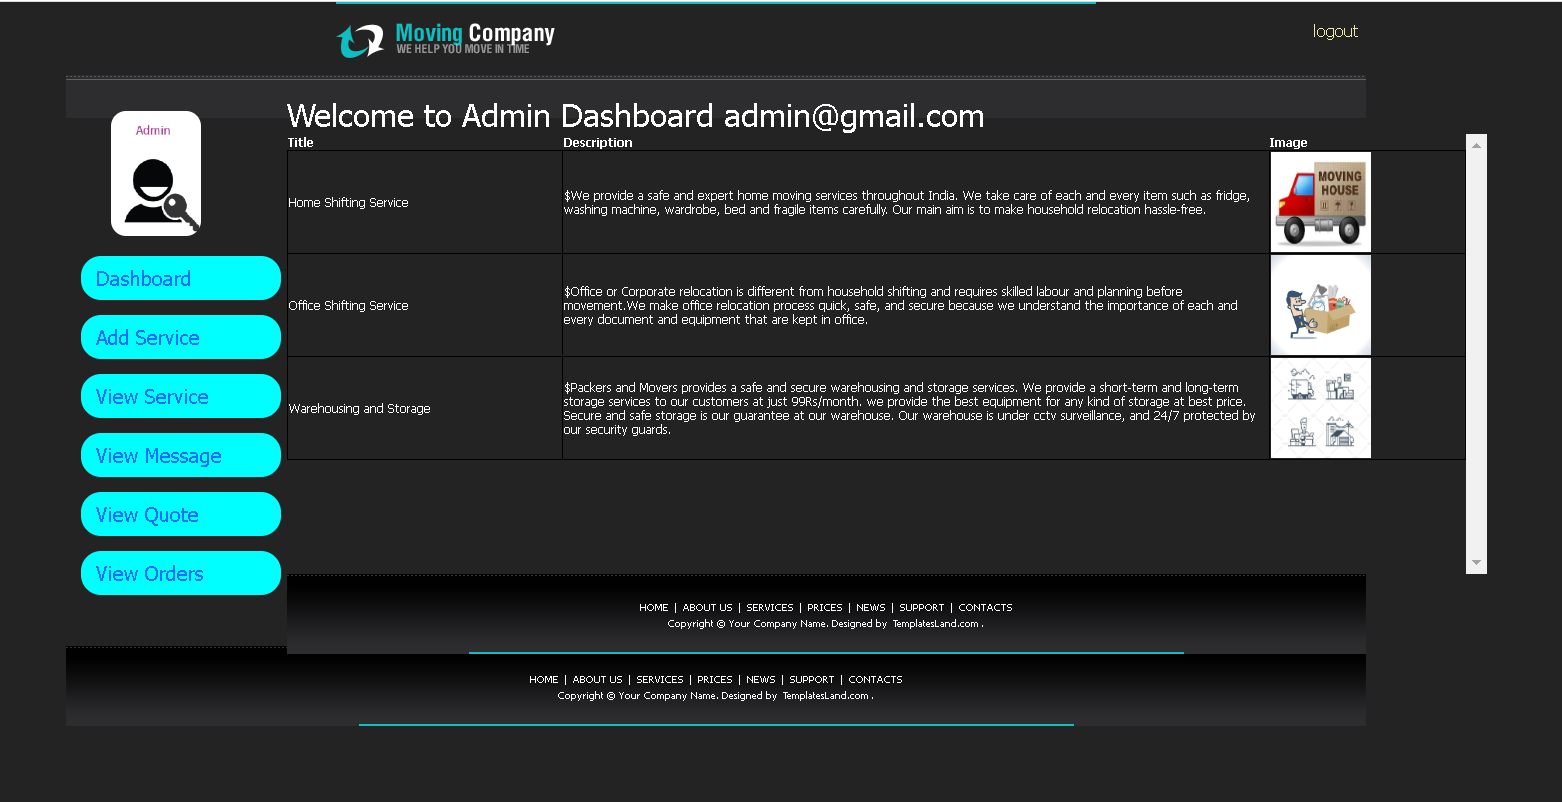 Moving Company
WE HELP YOU MOVE IN TIME
logout
Admin
Dashboard
Add Service
View Service
View Message
View Quote
View Orders
Welcome to Admin Dashboard admin@gmail.com
Title Description Image
Home Shifting Service
$We provide a safe and expert home moving services throughout India. We take care of each and every item such as fridge,
washing machine, wardrobe, bed and fragile items carefully. Our main aim is to make household relocation hassle-free.
MOVING
HOUSE
Office Shifting Service
$Office or Corporate relocation is different from household shifting and requires skilled labour and planning before
movement.We make office relocation process quick, safe, and secure because we understand the importance of each and
every document and equipment that are kept in office.
Warehousing and Storage
$Packers and Movers provides a safe and secure warehousing and storage services. We provide a short-term and long-term
storage services to our customers at just 99Rs/month. we provide the best equipment for any kind of storage at best price.
Secure and safe storage is our guarantee at our warehouse. Our warehouse is under cctv surveillance, and 24/7 protected by
our security guards.
HOME | ABOUT US | SERVICES | PRICES | NEWS | SUPPORT | CONTACTS
Copyright © Your Company Name. Designed by TemplatesLand.com .
HOME | ABOUT US | SERVICES | PRICES | NEWS | SUPPORT | CONTACTS
Copyright © Your Company Name. Designed by TemplatesLand.com .